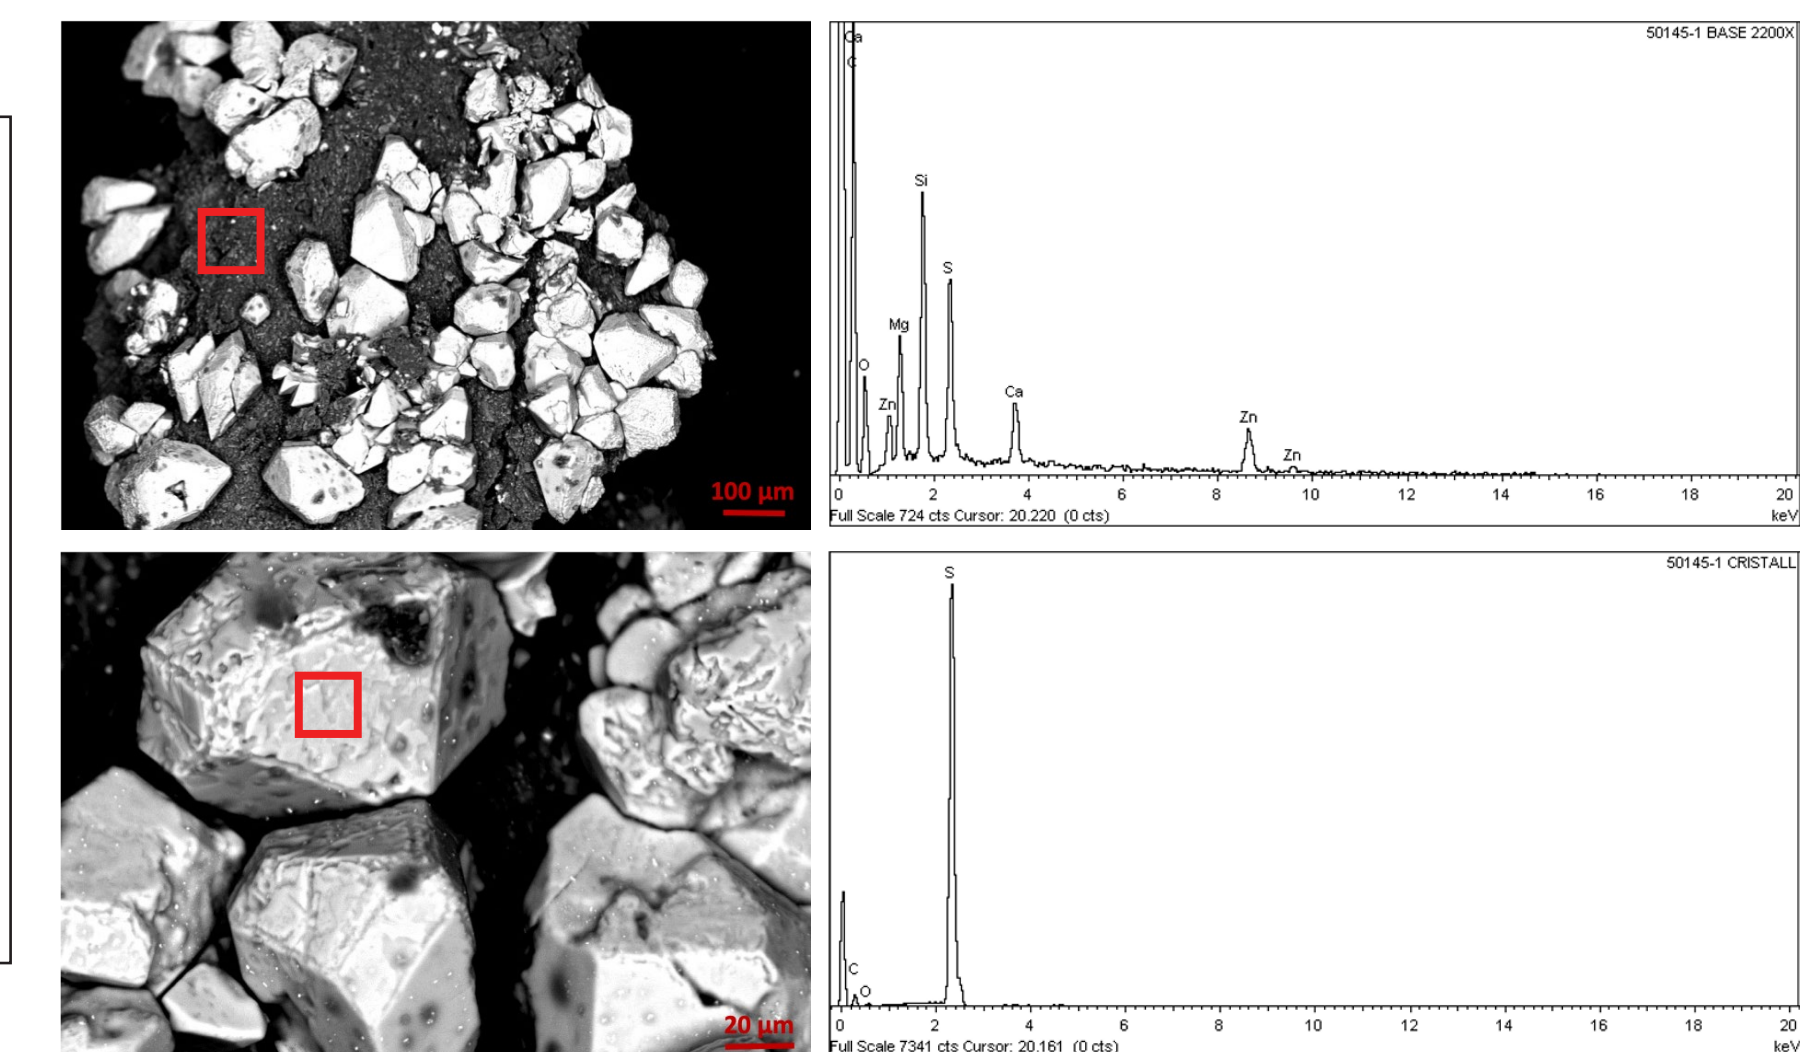 100 µm
50145-1 BASE 2200X
Ca
C
Si
S
Mg
O
Zn
Ca
Zn
Zn
0 2 4 6 8 10 12 14 16 18 20
Full Scale 724 cts Cursor: 20.220 (0 cts) keV
20 µm
50145-1 CRISTALL
S
C
O
0 2 4 6 8 10 12 14 16 18 20
Full Scale 7341 cts Cursor: 20.161 (0 cts) keV